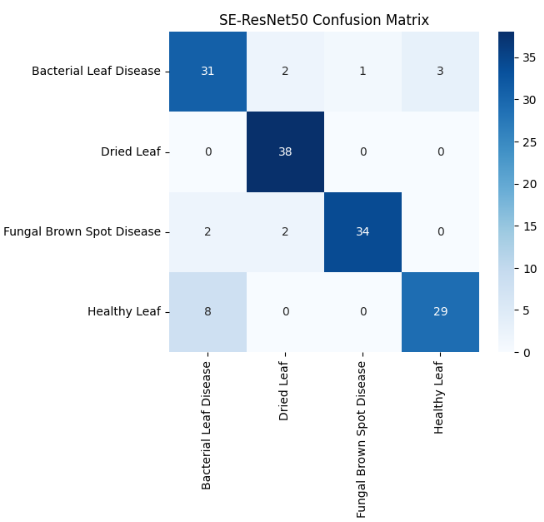 SE-ResNet50 Confusion Matrix
Bacterial Leaf Disease 31 2 1 3
Dried Leaf 0 38 0 0
Fungal Brown Spot Disease 2 2 34 0
Healthy Leaf 8 0 0 29
Bacterial Leaf Disease
Dried Leaf
Fungal Brown Spot Disease
Healthy Leaf
35
30
25
20
15
10
5
0